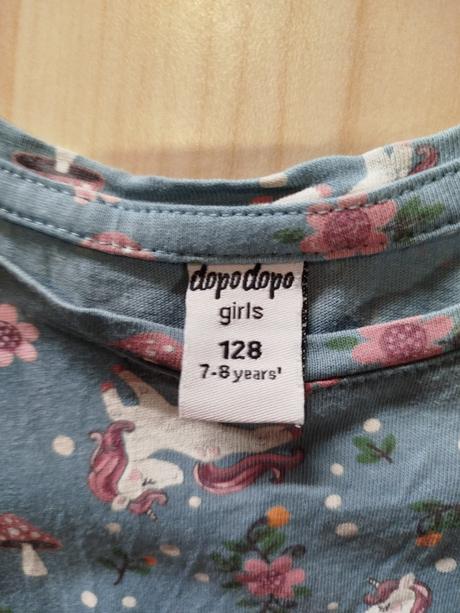 dopodopo
girls
128
7-8 years'